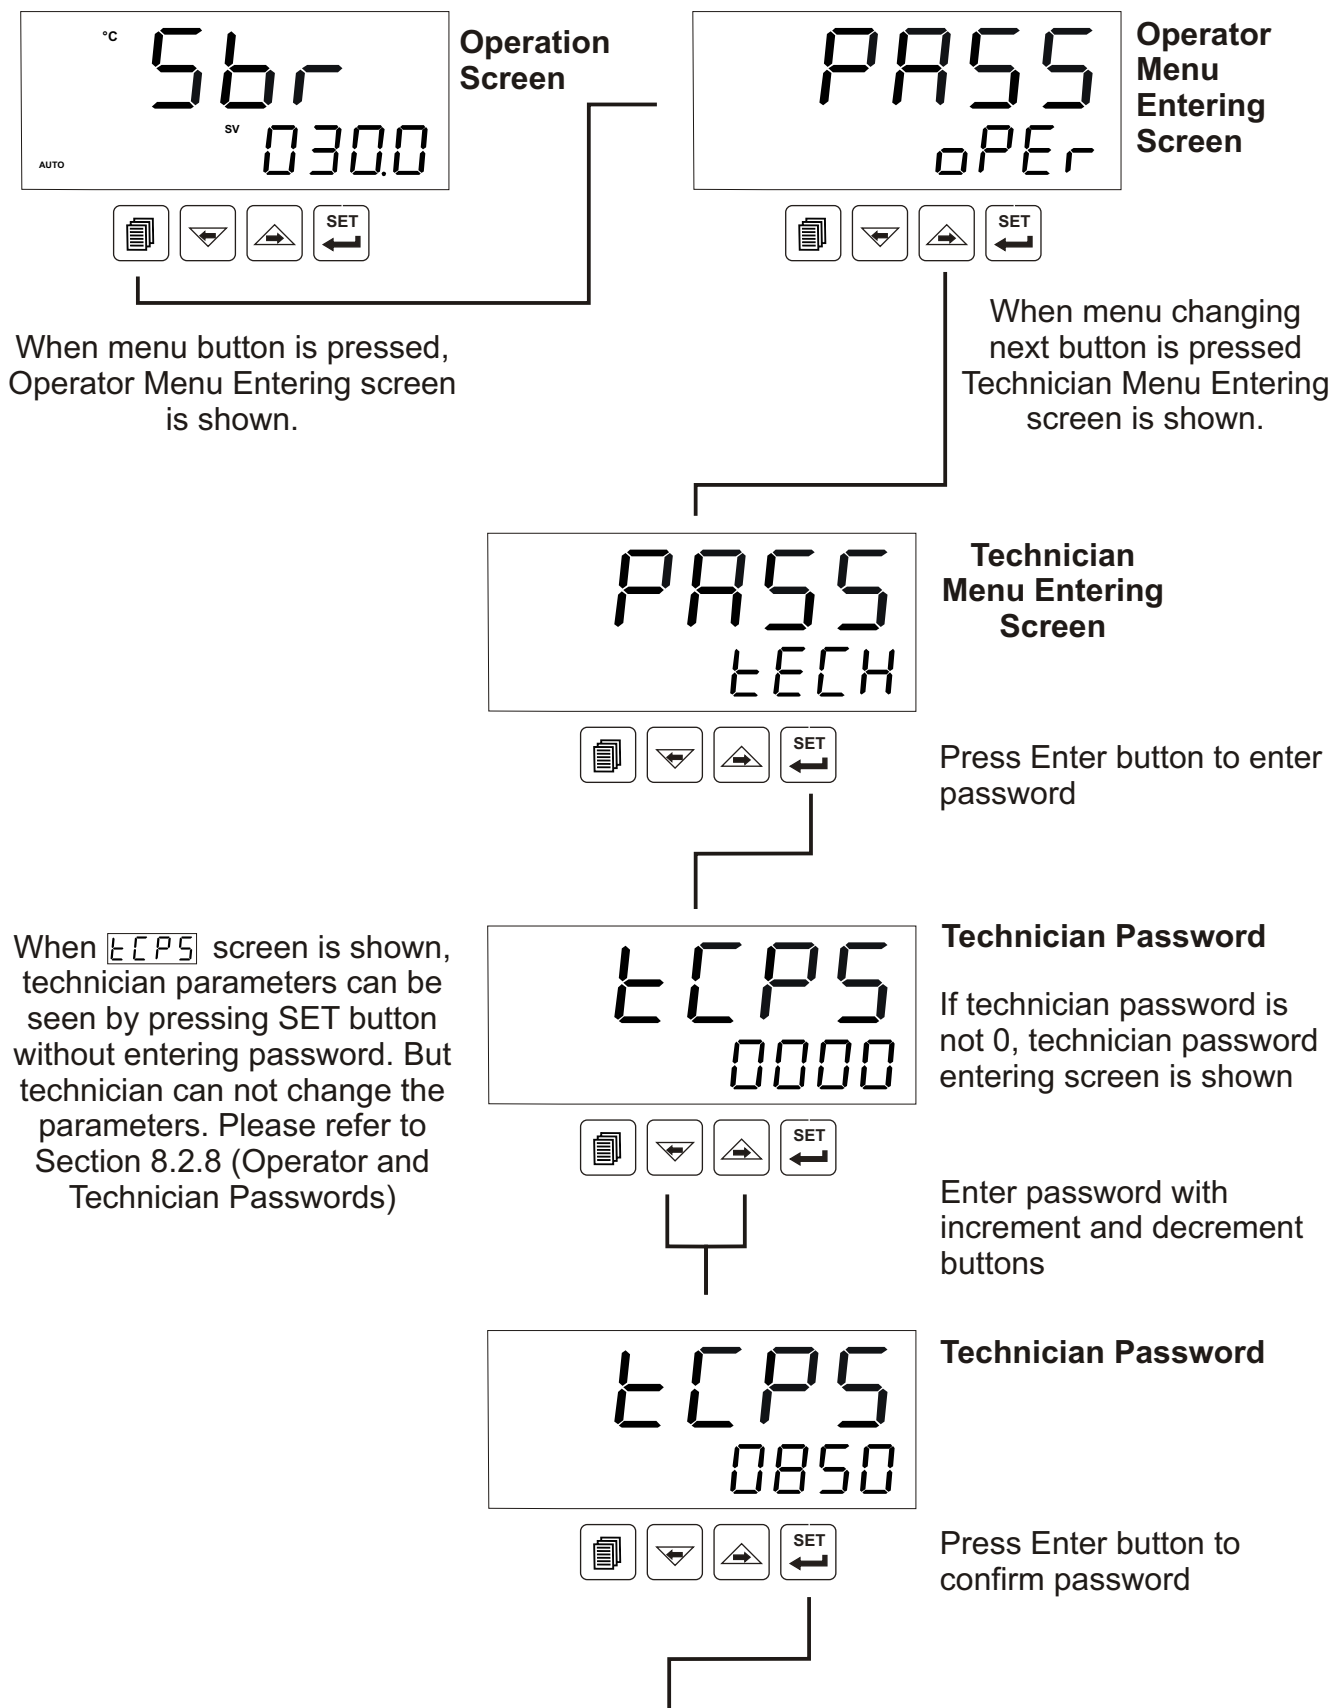 °C
Sbr
SV
030.0
AUTO
Operation
Screen
SET
When menu button is pressed,
Operator Menu Entering screen
is shown.
PASS
oPEr
Operator
Menu
Entering
Screen
SET
When menu changing
next button is pressed
Technician Menu Entering
screen is shown.
PASS
tECH
Technician
Menu Entering
Screen
SET
Press Enter button to enter
password
When tCPS screen is shown,
technician parameters can be
seen by pressing SET button
without entering password. But
technician can not change the
parameters. Please refer to
Section 8.2.8 (Operator and
Technician Passwords)
tCPS
0000
Technician Password
If technician password is
not 0, technician password
entering screen is shown
SET
Enter password with
increment and decrement
buttons
tCPS
0850
Technician Password
SET
Press Enter button to
confirm password